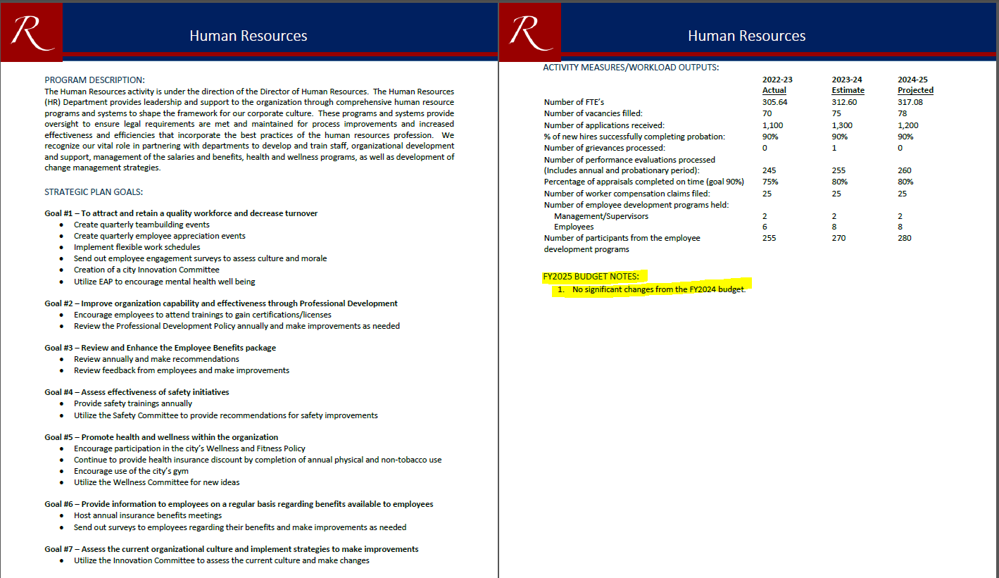 R
Human Resources
PROGRAM DESCRIPTION:
The Human Resources activity is under the direction of the Director of Human Resources. The Human Resources
(HR) Department provides leadership and support to the organization through comprehensive human resource
programs and systems to shape the framework for our corporate culture. These programs and systems provide
oversight to ensure legal requirements are met and maintained for process improvements and increased
effectiveness and efficiencies that incorporate the best practices of the human resources profession. We
recognize our vital role in partnering with departments to develop and train staff, organizational development
and support, management of the salaries and benefits, health and wellness programs, as well as development of
change management strategies.
STRATEGIC PLAN GOALS:
Goal #1 – To attract and retain a quality workforce and decrease turnover
• Create quarterly teambuilding events
• Create quarterly employee appreciation events
• Implement flexible work schedules
• Send out employee engagement surveys to assess culture and morale
• Creation of a city Innovation Committee
• Utilize EAP to encourage mental health well being
Goal #2 – Improve organization capability and effectiveness through Professional Development
• Encourage employees to attend trainings to gain certifications/licenses
• Review the Professional Development Policy annually and make improvements as needed
Goal #3 – Review and Enhance the Employee Benefits package
• Review annually and make recommendations
• Review feedback from employees and make improvements
Goal #4 – Assess effectiveness of safety initiatives
• Provide safety trainings annually
• Utilize the Safety Committee to provide recommendations for safety improvements
Goal #5 – Promote health and wellness within the organization
• Encourage participation in the city's Wellness and Fitness Policy
• Continue to provide health insurance discount by completion of annual physical and non-tobacco use
• Encourage use of the city's gym
• Utilize the Wellness Committee for new ideas
Goal #6 – Provide information to employees on a regular basis regarding benefits available to employees
• Host annual insurance benefits meetings
• Send out surveys to employees regarding their benefits and make improvements as needed
Goal #7 – Assess the current organizational culture and implement strategies to make improvements
• Utilize the Innovation Committee to assess the current culture and make changes
R
Human Resources
ACTIVITY MEASURES/WORKLOAD OUTPUTS:
2022-23 2023-24 2024-25
Actual Estimate Projected
Number of FTE's 305.64 312.60 317.08
Number of vacancies filled: 70 75 78
Number of applications received: 1,100 1,300 1,200
% of new hires successfully completing probation: 90% 90% 90%
Number of grievances processed: 0 1 0
Number of performance evaluations processed
(Includes annual and probationary period): 245 255 260
Percentage of appraisals completed on time (goal 90%) 75% 80% 80%
Number of worker compensation claims filed: 25 25 25
Number of employee development programs held:
Management/Supervisors 2 2 2
Employees 6 8 8
Number of participants from the employee 255 270 280
development programs
FY2025 BUDGET NOTES:
1. No significant changes from the FY2024 budget.